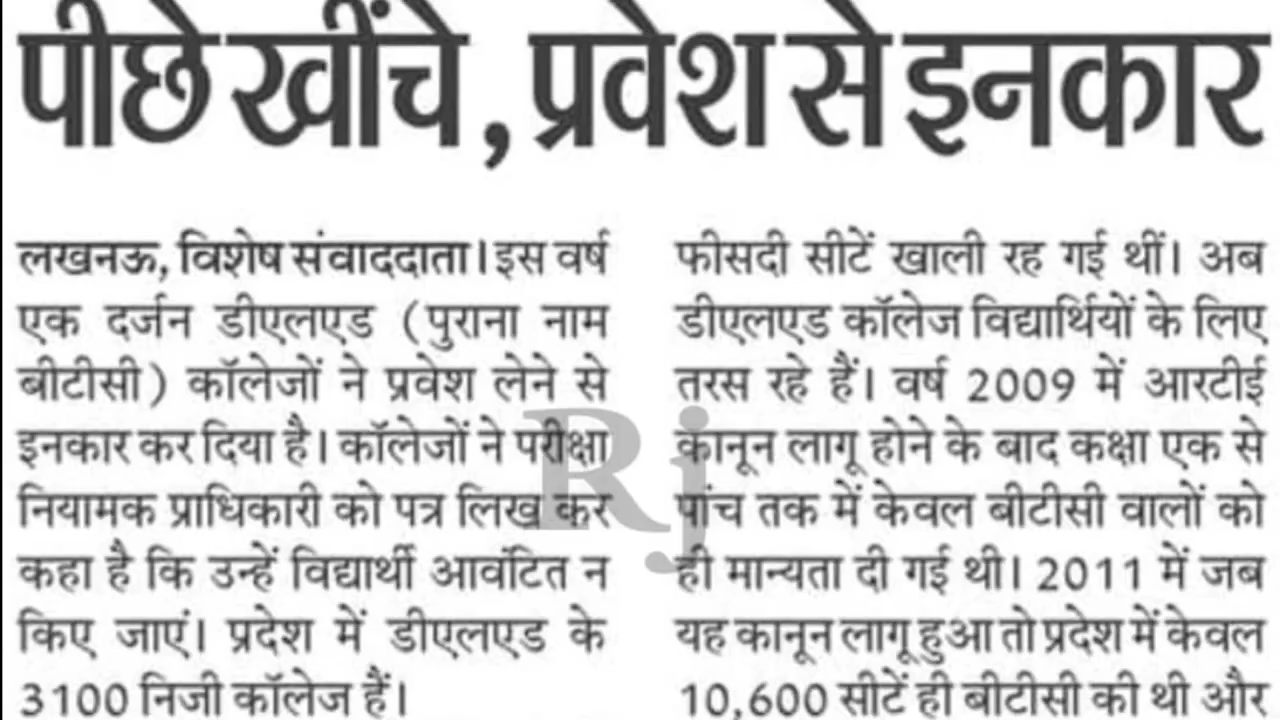 पीछे खींचे, प्रवेश से इनकार
लखनऊ, विशेष संवाददाता। इस वर्ष
एक दर्जन डीएलएड (पुराना नाम
बीटीसी) कॉलेजों ने प्रवेश लेने से
इनकार कर दिया है। कॉलेजों ने परीक्षा
नियामक प्राधिकारी को पत्र लिख कर
कहा है कि उन्हें विद्यार्थी आवंटित न
किए जाएं। प्रदेश में डीएलएड के
3100 निजी कॉलेज हैं।
फीसदी सीटें खाली रह गई थीं। अब
डीएलएड कॉलेज विद्यार्थियों के लिए
तरस रहे हैं। वर्ष 2009 में आरटीई
कानून लागू होने के बाद कक्षा एक से
पांच तक में केवल बीटीसी वालों को
ही मान्यता दी गई थी। 2011 में जब
यह कानून लागू हुआ तो प्रदेश में केवल
10,600 सीटें ही बीटीसी की थी और
Rj